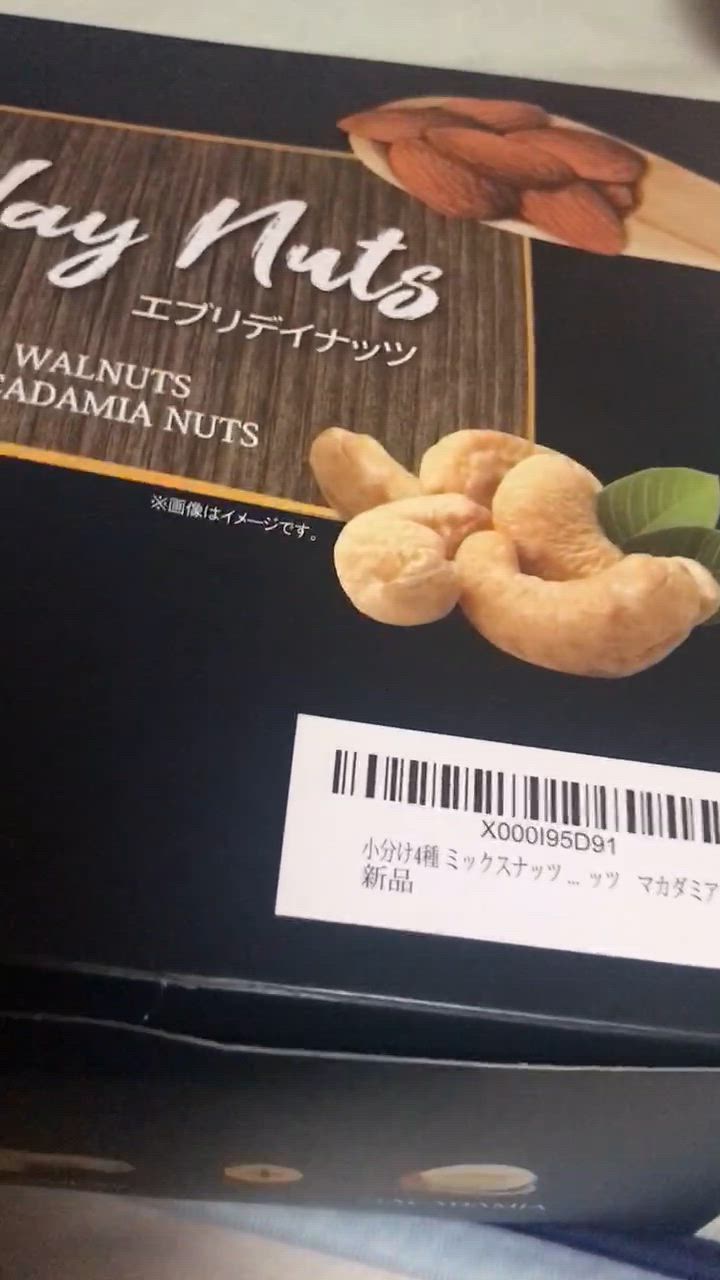 lay Nuts
エブリデイナッツ
WALNUTS
CADAMIA NUTS
※画像はイメージです。
X000I95D91
小分け4種 ミックスナッツ ... ッツ マカダミア
新品